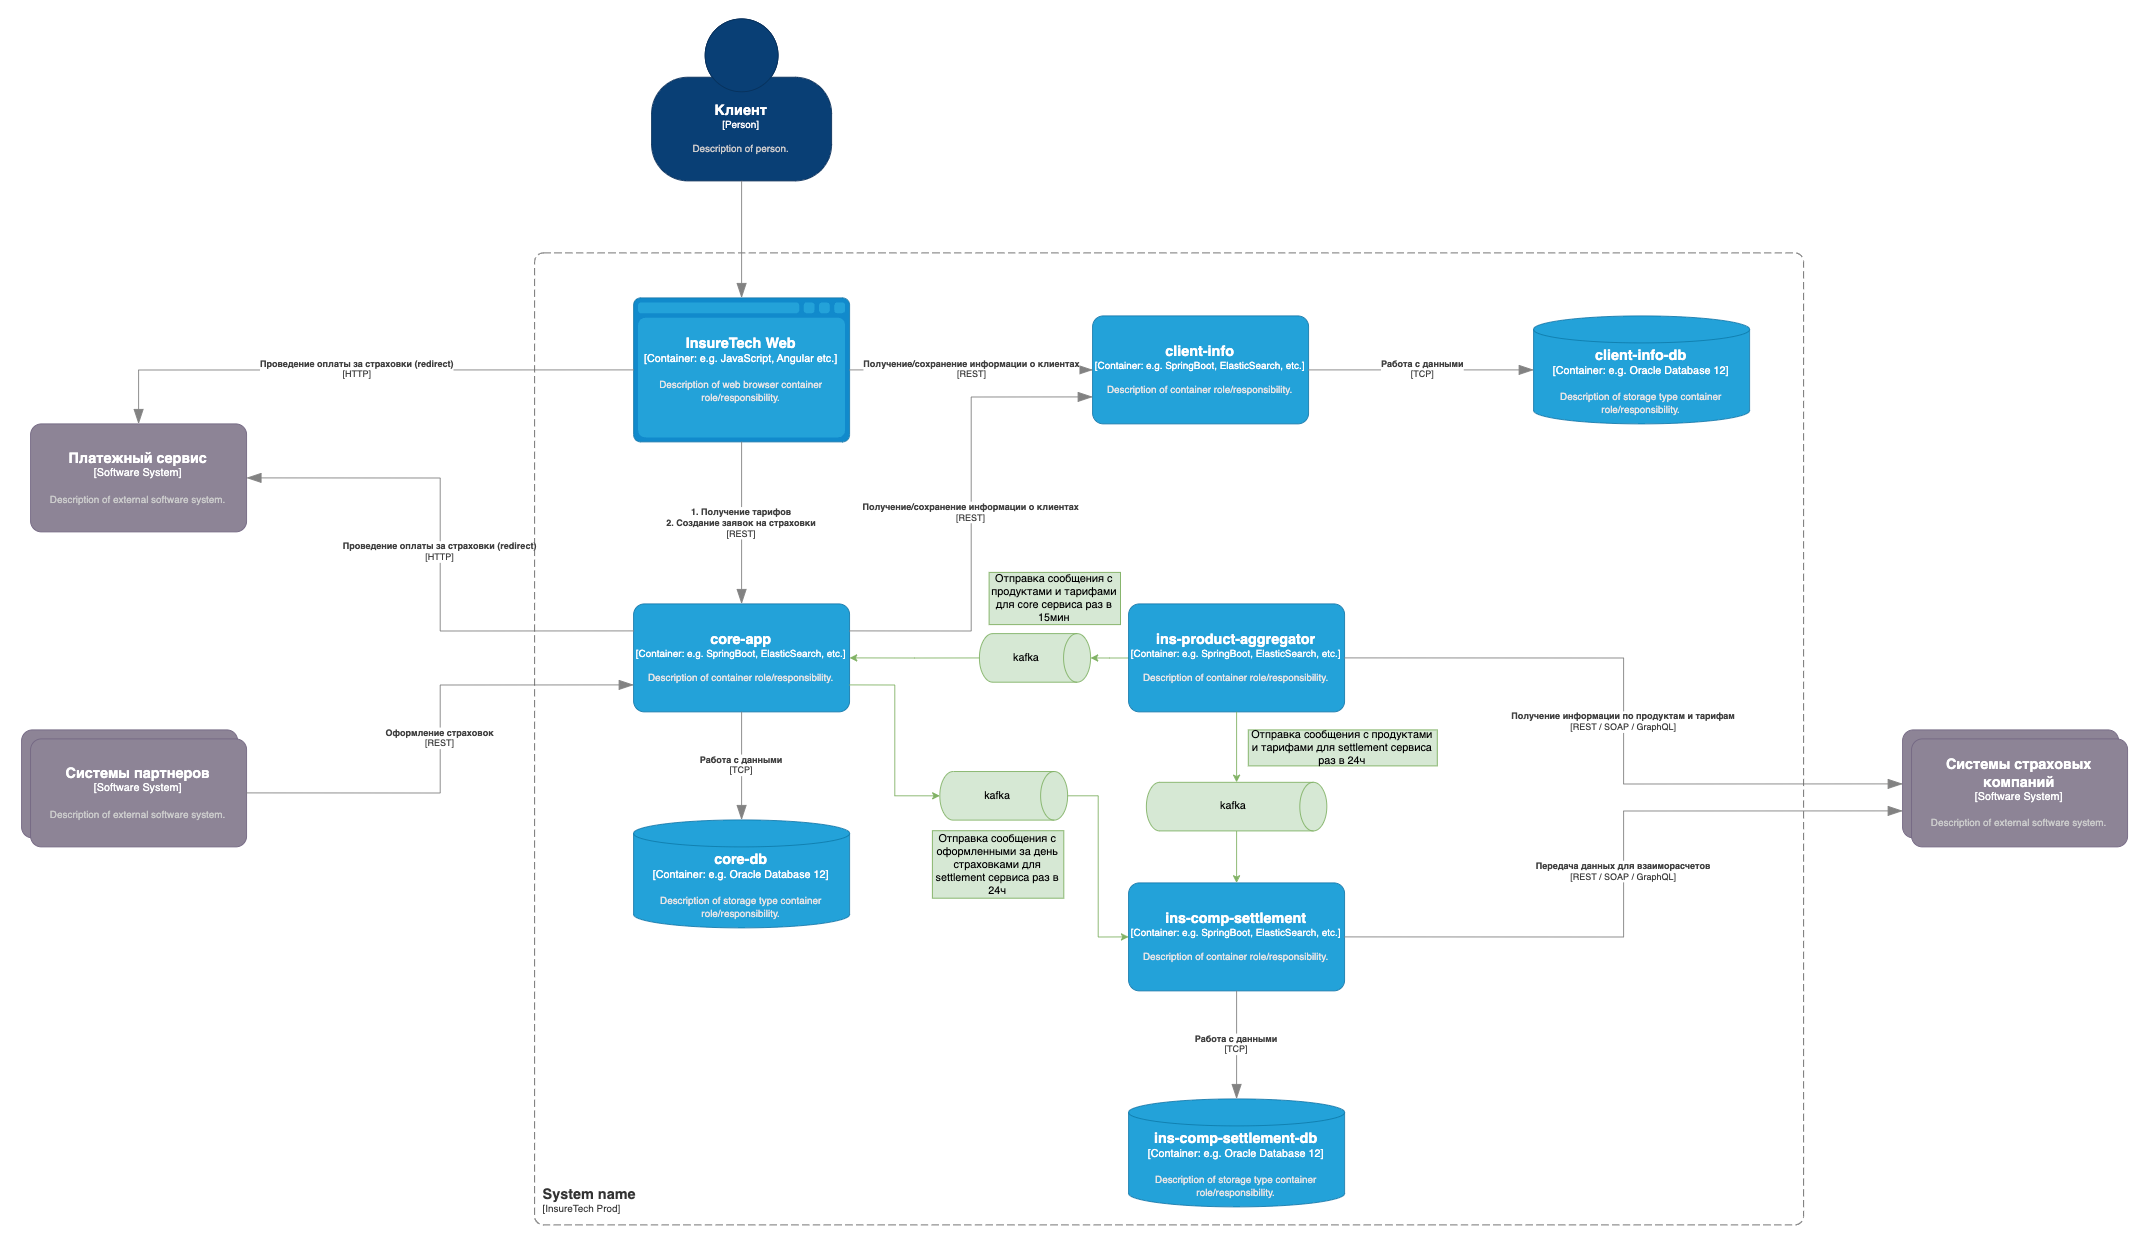 Клиент
[Person]
Description of person.
InsureTech Web
[Container: e.g. JavaScript, Angular etc.]
Description of web browser container
role/responsibility.
Получение/сохранение информации о клиентах
[REST]
client-info
[Container: e.g. SpringBoot, ElasticSearch, etc.]
Description of container role/responsibility.
Работа с данными
[TCP]
client-info-db
[Container: e.g. Oracle Database 12]
Description of storage type container
role/responsibility.
Проведение оплаты за страховки (redirect)
[HTTP]
Платежный сервис
[Software System]
Description of external software system.
Проведение оплаты за страховки (redirect)
[HTTP]
1. Получение тарифов
2. Создание заявок на страховки
[REST]
Получение/сохранение информации о клиентах
[REST]
Отправка сообщения с
продуктами и тарифами
для core сервиса раз в
15мин
core-app
[Container: e.g. SpringBoot, ElasticSearch, etc.]
Description of container role/responsibility.
kafka
ins-product-aggregator
[Container: e.g. SpringBoot, ElasticSearch, etc.]
Description of container role/responsibility.
Получение информации по продуктам и тарифам
[REST / SOAP / GraphQL]
Оформление страховок
[REST]
Системы партнеров
[Software System]
Description of external software system.
Работа с данными
[TCP]
Отправка сообщения с продуктами
и тарифами для settlement сервиса
раз в 24ч
kafka
kafka
Системы страховых
компаний
[Software System]
Description of external software system.
Отправка сообщения с
оформленными за день
страховками для
settlement сервиса раз в
24ч
core-db
[Container: e.g. Oracle Database 12]
Description of storage type container
role/responsibility.
Передача данных для взаиморасчетов
[REST / SOAP / GraphQL]
ins-comp-settlement
[Container: e.g. SpringBoot, ElasticSearch, etc.]
Description of container role/responsibility.
Работа с данными
[TCP]
ins-comp-settlement-db
[Container: e.g. Oracle Database 12]
Description of storage type container
role/responsibility.
System name
[InsureTech Prod]